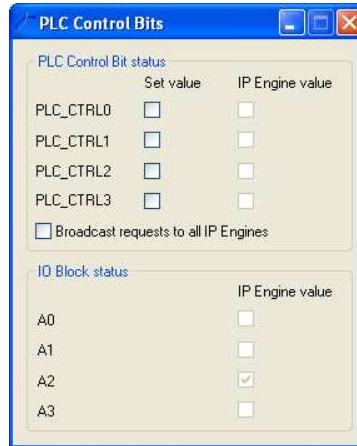 PLC Control Bits
PLC Control Bit status
Set value IP Engine value
PLC_CTRL0
PLC_CTRL1
PLC_CTRL2
PLC_CTRL3
Broadcast requests to all IP Engines
IO Block status
IP Engine value
A0
A1
A2
A3